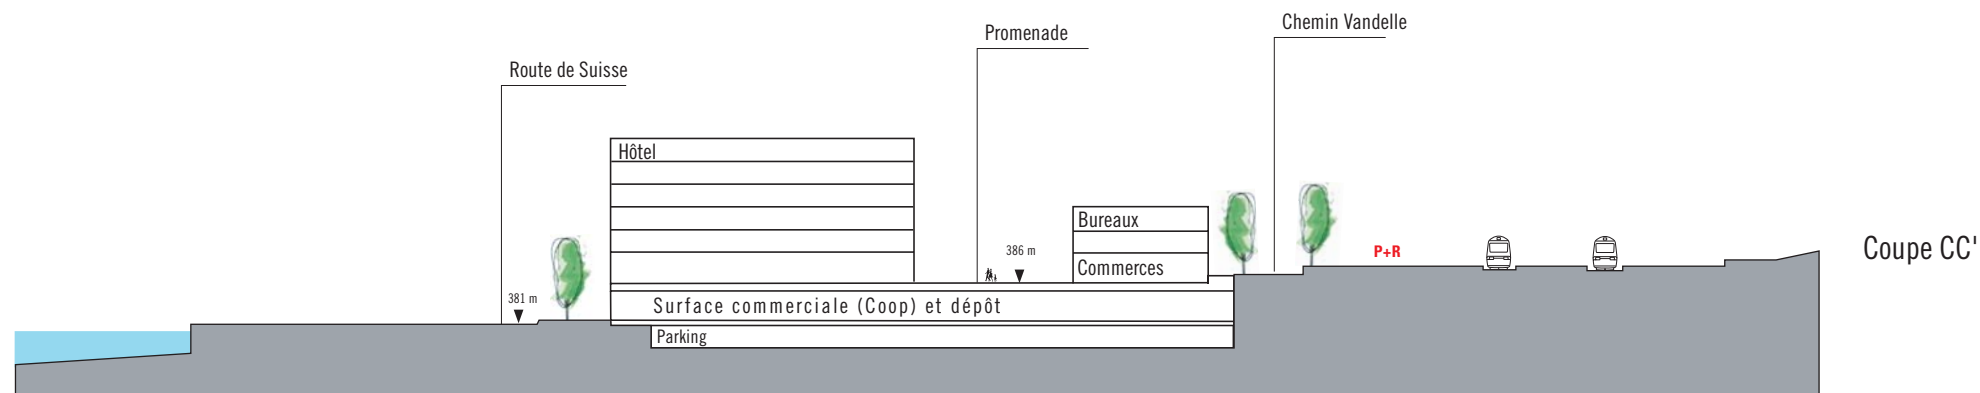 Chemin Vandelle
Promenade
Route de Suisse
Hôtel
Bureaux
Commerces
386 m
P+R
Coupe CC'
381 m
Surface commerciale (Coop) et dépôt
Parking